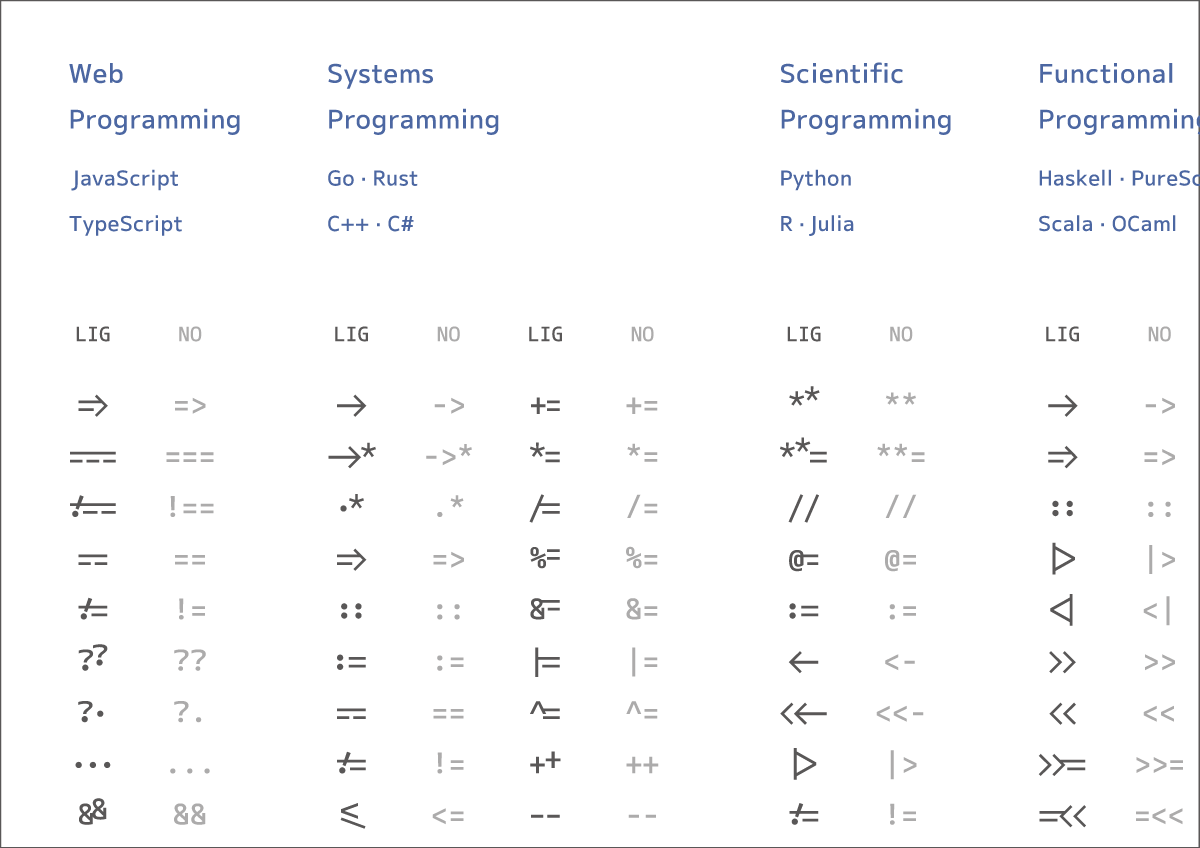 Web Systems Scientific Functional
Programming Programming Programming Programming
JavaScript Go · Rust Python Haskell · PureSc
TypeScript C++ · C# R · Julia Scala · OCaml
LIG NO LIG NO LIG NO LIG NO LIG NO
=> => -> -> += += ** ** -> ->
=== === ->* ->* *= *= **= **= => =>
!== !== .* .* /= /= // // :: ::
== == => => %= %= @= @= |> |>
!= != :: :: &= &= := := <| <|
?? ?? := := |= |= <- <- >> >>
?. ?. == == ^= ^= <<- <<- << <<
... ... != != ++ ++ |> |> >>= >>=
&& && <= <= -- -- != != =<< =<<